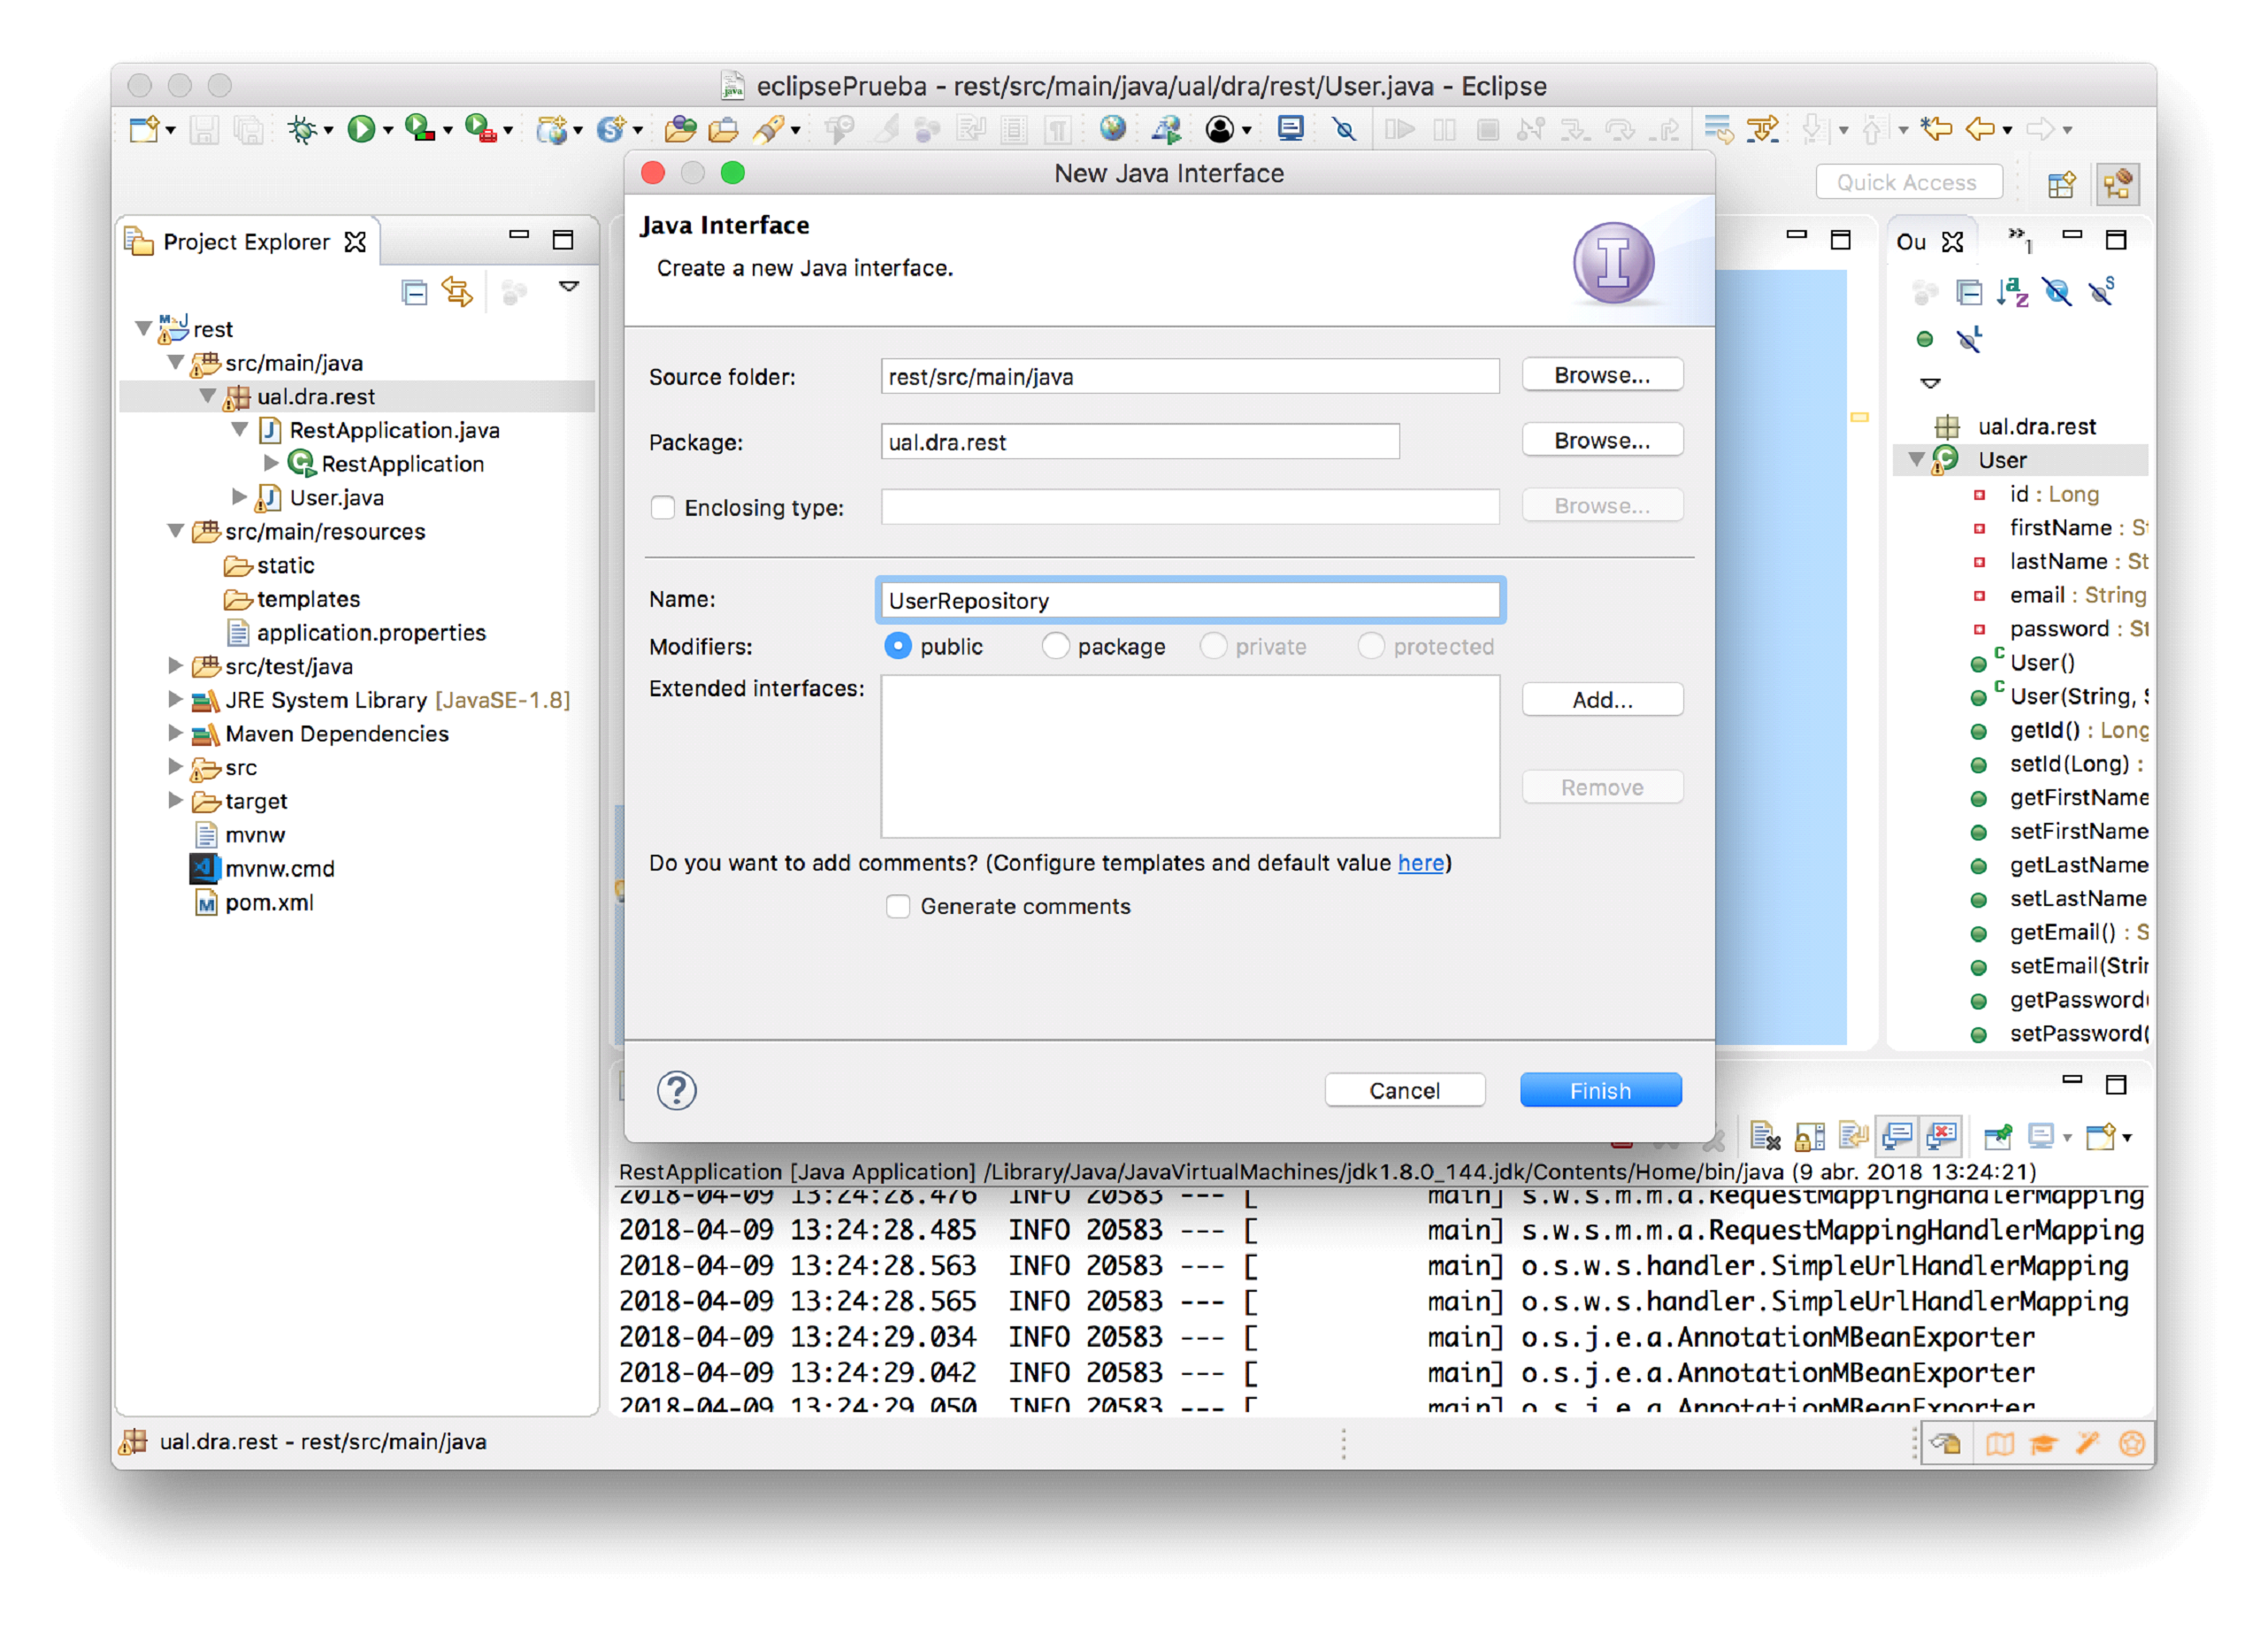 eclipsePrueba - rest/src/main/java/ual/dra/rest/User.java - Eclipse
Quick Access
Project Explorer
rest
src/main/java
ual.dra.rest
RestApplication.java
RestApplication
User.java
src/main/resources
static
templates
application.properties
src/test/java
JRE System Library [JavaSE-1.8]
Maven Dependencies
src
target
mvnw
mvnw.cmd
pom.xml
New Java Interface
Java Interface
Create a new Java interface.
Source folder: rest/src/main/java Browse...
Package: ual.dra.rest Browse...
Enclosing type: Browse...
Name: UserRepository
Modifiers: public package private protected
Extended interfaces: Add...
Remove
Do you want to add comments? (Configure templates and default value here)
Generate comments
Cancel Finish
Ou
ual.dra.rest
User
id : Long
firstName : St
lastName : St
email : String
password : St
User()
User(String, S
getId() : Long
setId(Long) :
getFirstName
setFirstName
getLastName
setLastName
getEmail() : S
setEmail(Strin
getPassword(
setPassword(
RestApplication [Java Application] /Library/Java/JavaVirtualMachines/jdk1.8.0_144.jdk/Contents/Home/bin/java (9 abr. 2018 13:24:21)
2018-04-09 13:24:28.476 INFO 20583 --- [ main] s.w.s.m.m.a.RequestMappingHandlerMapping
2018-04-09 13:24:28.485 INFO 20583 --- [ main] s.w.s.m.m.a.RequestMappingHandlerMapping
2018-04-09 13:24:28.563 INFO 20583 --- [ main] o.s.w.s.handler.SimpleUrlHandlerMapping
2018-04-09 13:24:28.565 INFO 20583 --- [ main] o.s.w.s.handler.SimpleUrlHandlerMapping
2018-04-09 13:24:29.034 INFO 20583 --- [ main] o.s.j.e.a.AnnotationMBeanExporter
2018-04-09 13:24:29.042 INFO 20583 --- [ main] o.s.j.e.a.AnnotationMBeanExporter
2018-04-09 13:24:29.050 INFO 20583 --- [ main] o.s.j.e.a.AnnotationMBeanExporter
ual.dra.rest - rest/src/main/java